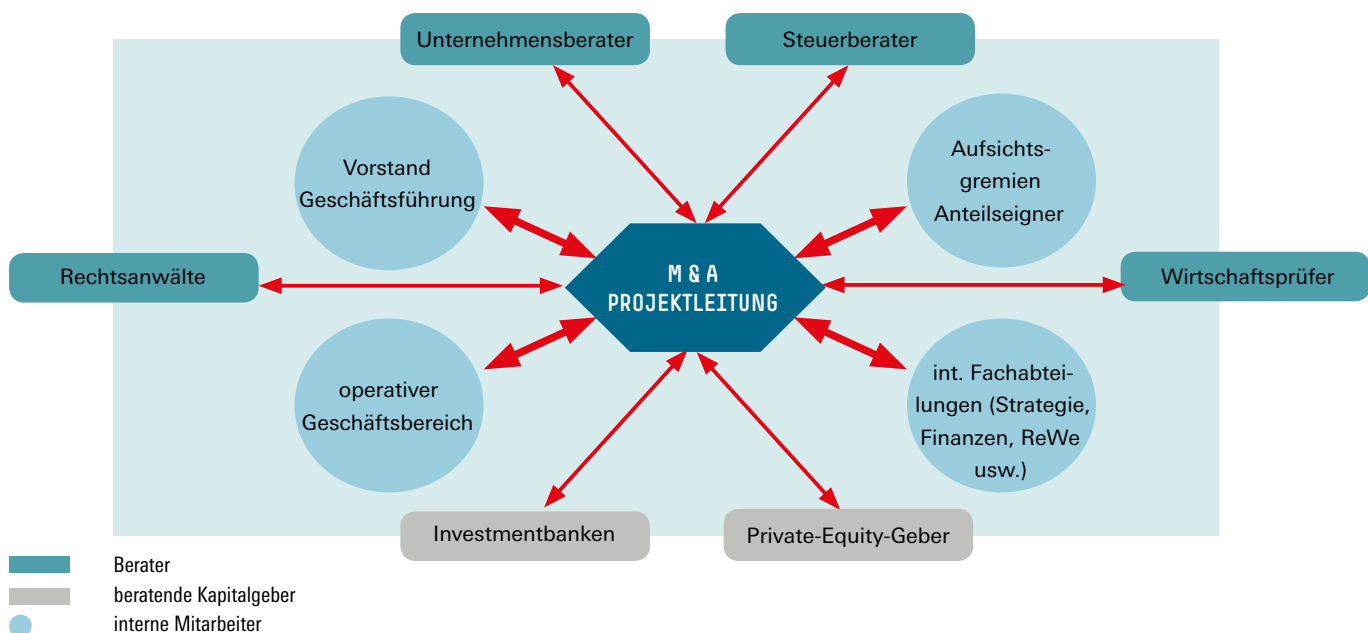 Unternehmensberater
Steuerberater
Vorstand
Geschäftsführung
Aufsichts-
gremien
Anteilseigner
Rechtsanwälte
M & A
PROJEKTLEITUNG
Wirtschaftsprüfer
operativer
Geschäftsbereich
int. Fachabtei-
lungen (Strategie,
Finanzen, ReWe
usw.)
Investmentbanken
Private-Equity-Geber
Berater
beratende Kapitalgeber
interne Mitarbeiter